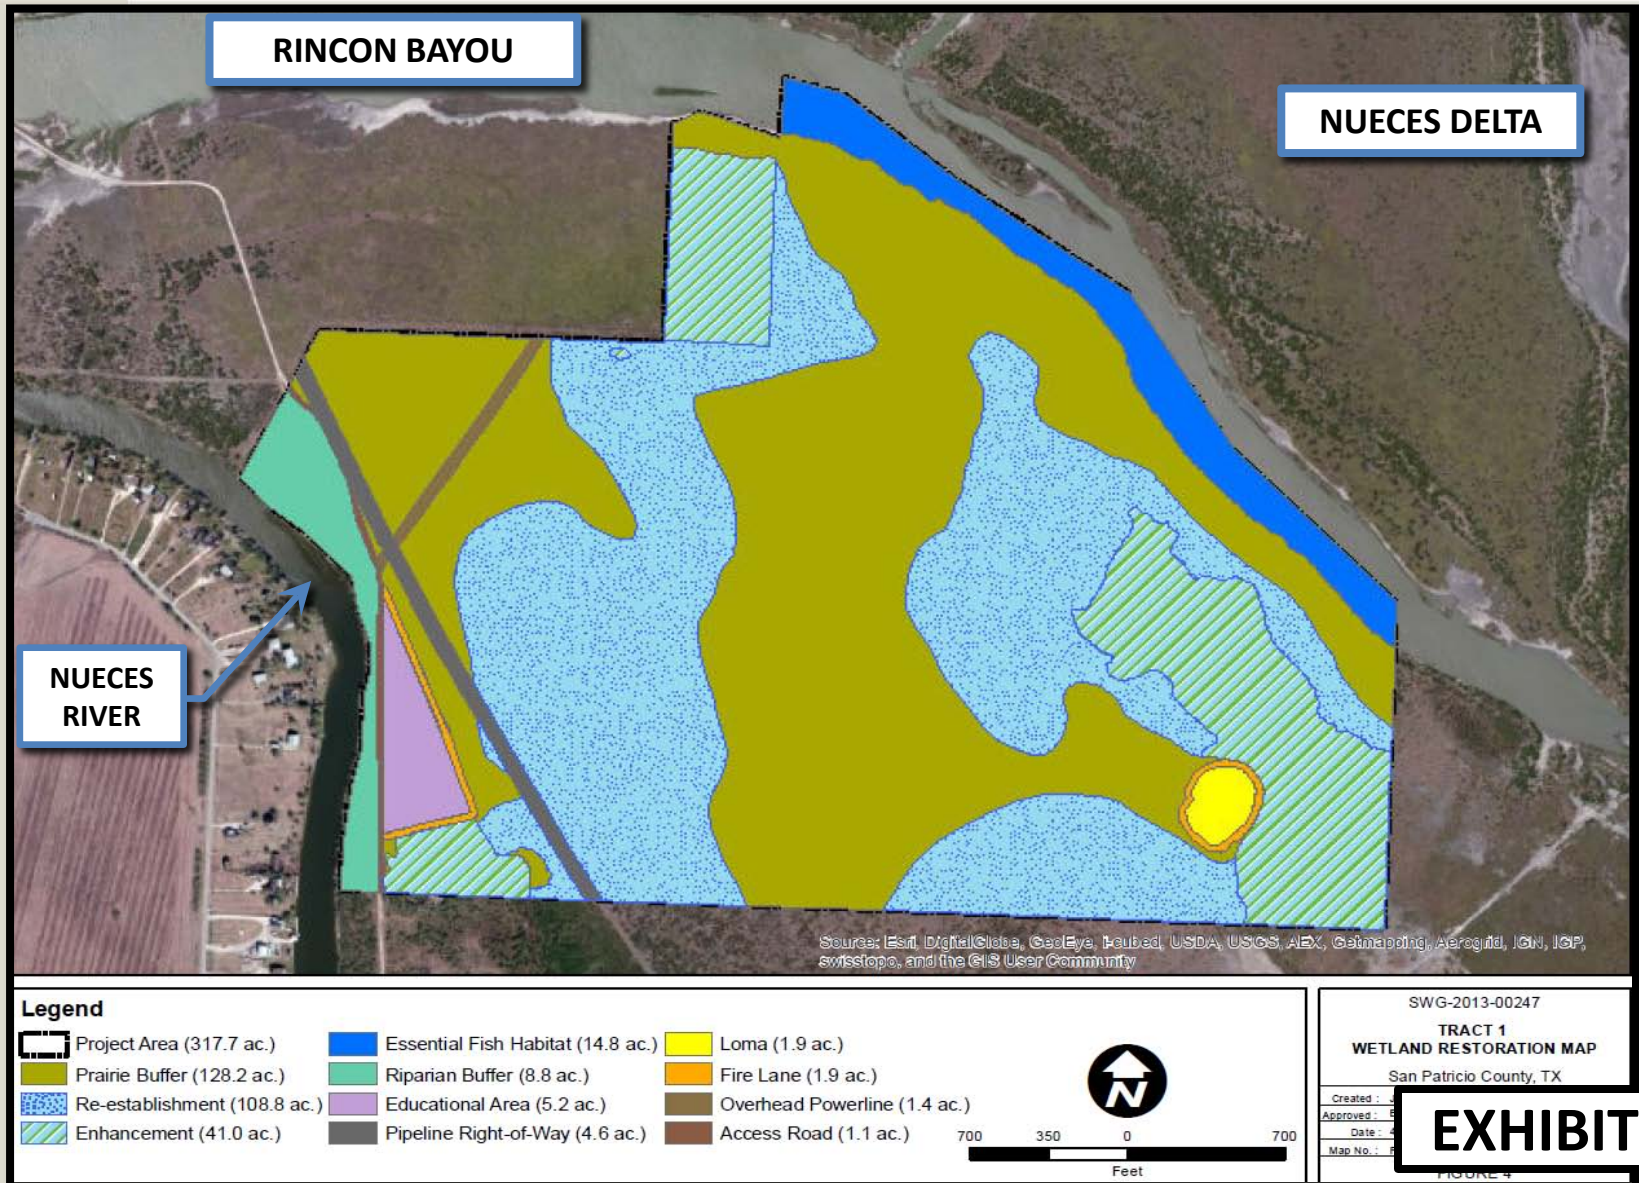 RINCON BAYOU
NUECES DELTA
NUECES
RIVER
Source: Esri, DigitalGlobe, GeoEye, i-cubed, USDA, USGS, AEX, Getmapping, Aerogrid, IGN, IGP,
swisstopo, and the GIS User Community
Legend
Project Area (317.7 ac.)
Prairie Buffer (128.2 ac.)
Re-establishment (108.8 ac.)
Enhancement (41.0 ac.)
Essential Fish Habitat (14.8 ac.)
Riparian Buffer (8.8 ac.)
Educational Area (5.2 ac.)
Pipeline Right-of-Way (4.6 ac.)
Loma (1.9 ac.)
Fire Lane (1.9 ac.)
Overhead Powerline (1.4 ac.)
Access Road (1.1 ac.)
N
700 350 0 700
Feet
SWG-2013-00247
TRACT 1
WETLAND RESTORATION MAP
San Patricio County, TX
Created :
Approved :
Date : 4
Map No. : F
EXHIBIT
FIGURE 4